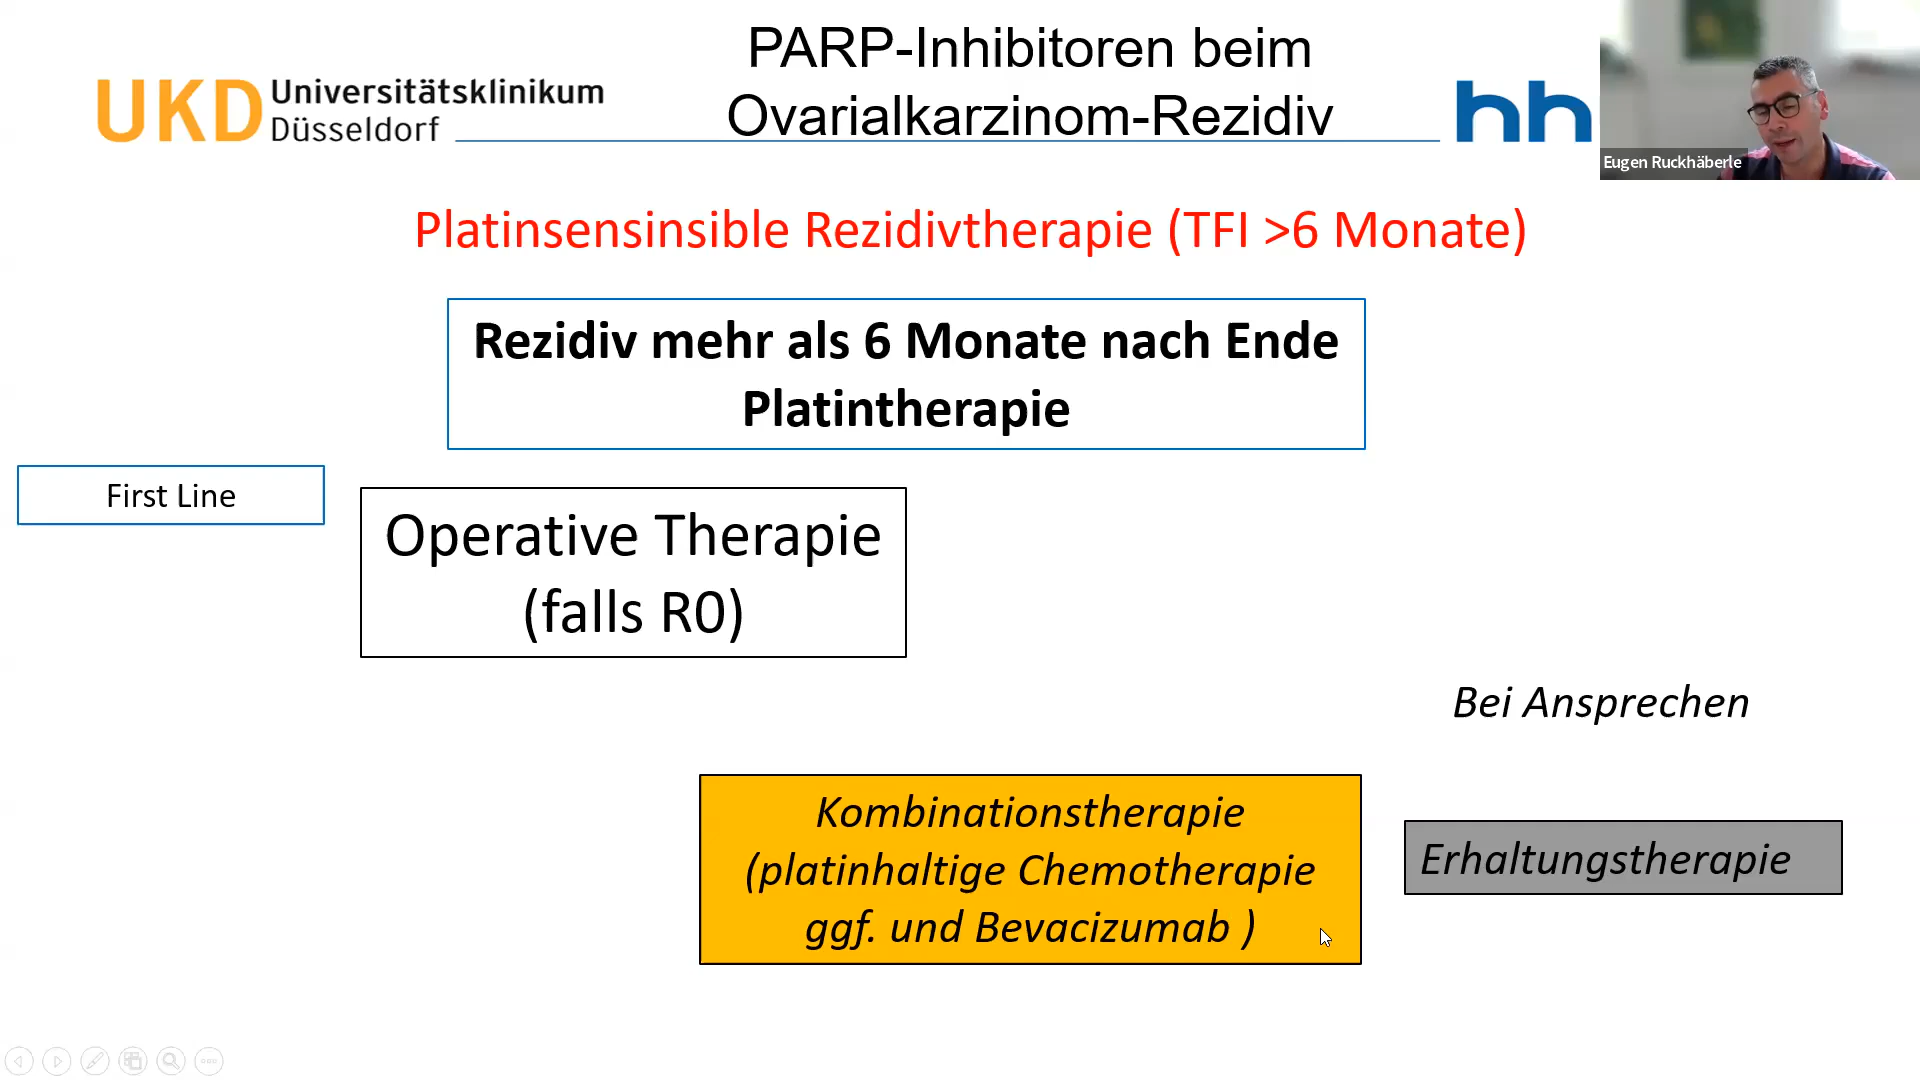 PARP-Inhibitoren beim
Ovarialkarzinom-Rezidiv
UKD Universitätsklinikum
Düsseldorf
hh
Eugen Ruckhäberle
Platinsensinsible Rezidivtherapie (TFI >6 Monate)
Rezidiv mehr als 6 Monate nach Ende
Platintherapie
First Line
Operative Therapie
(falls R0)
Bei Ansprechen
Kombinationstherapie
(platinhaltige Chemotherapie
ggf. und Bevacizumab )
Erhaltungstherapie